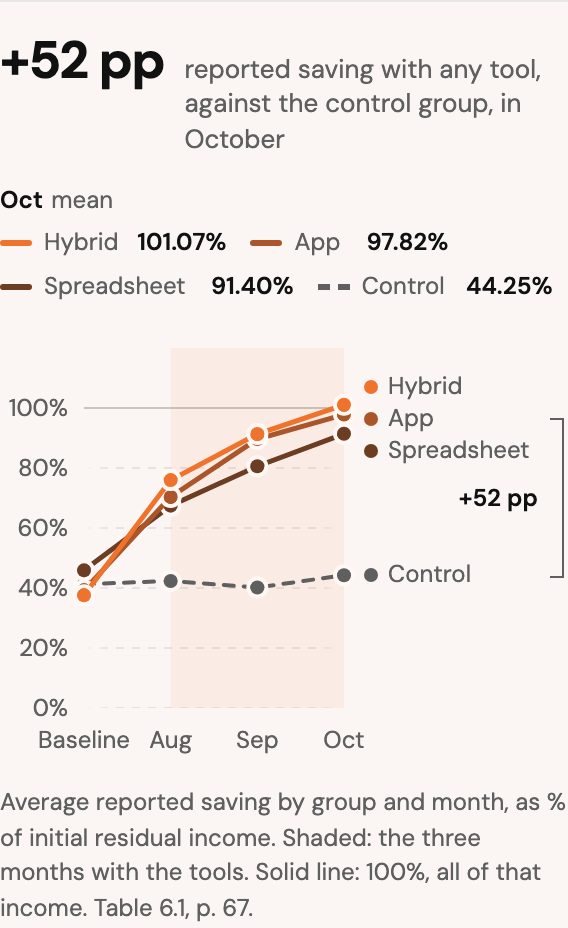 +52 pp
reported saving with any tool,
against the control group, in
October
Oct mean
Hybrid 101.07% App 97.82%
Spreadsheet 91.40% Control 44.25%
Hybrid
100%
App
Spreadsheet
80%
+52 pp
60%
40%
Control
20%
0%
Baseline Aug Sep Oct
Average reported saving by group and month, as %
of initial residual income. Shaded: the three
months with the tools. Solid line: 100%, all of that
income. Table 6.1, p. 67.